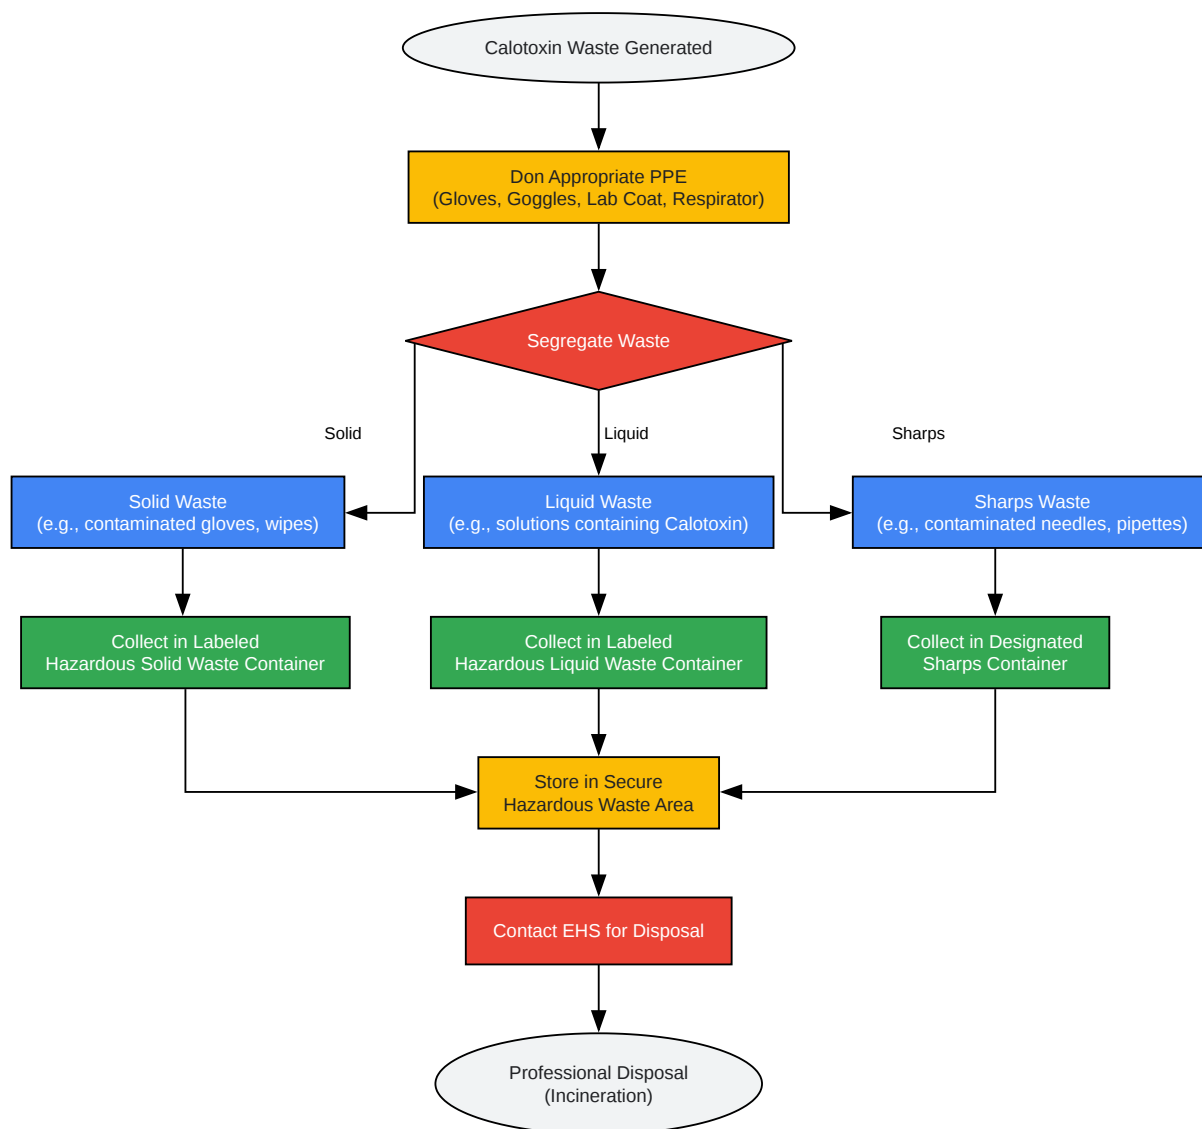 Calotoxin Waste Generated
Don Appropriate PPE
(Gloves, Goggles, Lab Coat, Respirator)
Segregate Waste
Solid
Liquid
Sharps
Solid Waste
(e.g., contaminated gloves, wipes)
Liquid Waste
(e.g., solutions containing Calotoxin)
Sharps Waste
(e.g., contaminated needles, pipettes)
Collect in Labeled
Hazardous Solid Waste Container
Collect in Labeled
Hazardous Liquid Waste Container
Collect in Designated
Sharps Container
Store in Secure
Hazardous Waste Area
Contact EHS for Disposal
Professional Disposal
(Incineration)